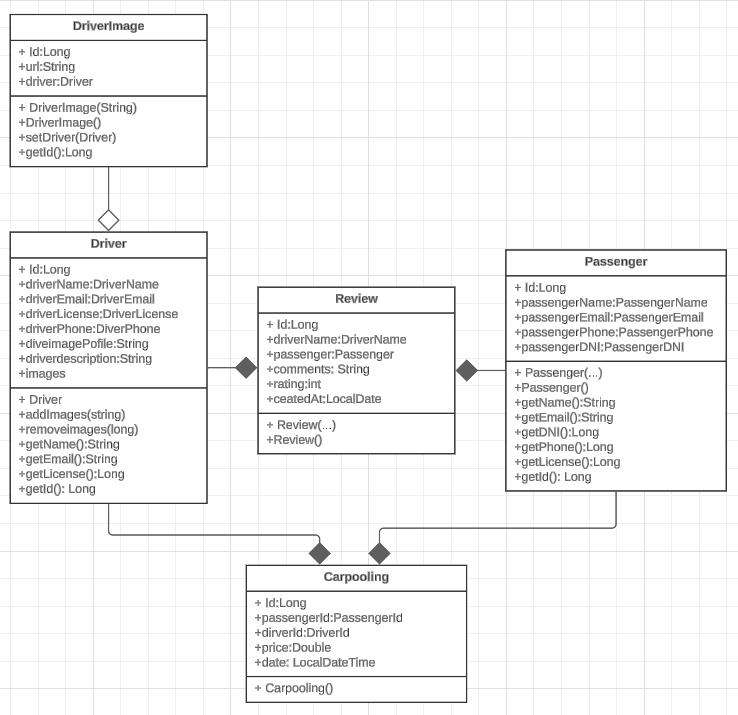 DriverImage
+ Id:Long
+url:String
+driver:Driver
+ DriverImage(String)
+DriverImage()
+setDriver(Driver)
+getId():Long
Driver
+ Id:Long
+driverName:DriverName
+driverEmail:DriverEmail
+driverLicense:DriverLicense
+driverPhone:DiverPhone
+diveimagePofile:String
+driverdescription:String
+images
+ Driver
+addImages(string)
+removeimages(long)
+getName():String
+getEmail():String
+getLicense():Long
+getId(): Long
Review
+ Id:Long
+driverName:DriverName
+passenger:Passenger
+comments: String
+rating:int
+ceatedAt:LocalDate
+ Review(...)
+Review()
Passenger
+ Id:Long
+passengerName:PassengerName
+passengerEmail:PassengerEmail
+passengerPhone:PassengerPhone
+passengerDNI:PassengerDNI
+ Passenger(...)
+Passenger()
+getName():String
+getEmail():String
+getDNI():Long
+getPhone():Long
+getLicense():Long
+getId(): Long
Carpooling
+ Id:Long
+passengerId:PassengerId
+dirverId:DriverId
+price:Double
+date: LocalDateTime
+ Carpooling()